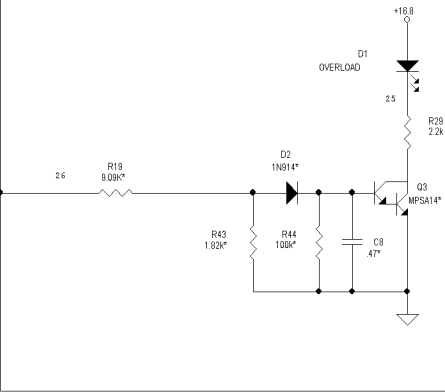 +16.8
D1
OVERLOAD
25
R29
2.2k
26
R19
9.09K*
D2
1N914*
Q3
MPSA14*
R43
1.82k*
R44
100k*
C8
.47*